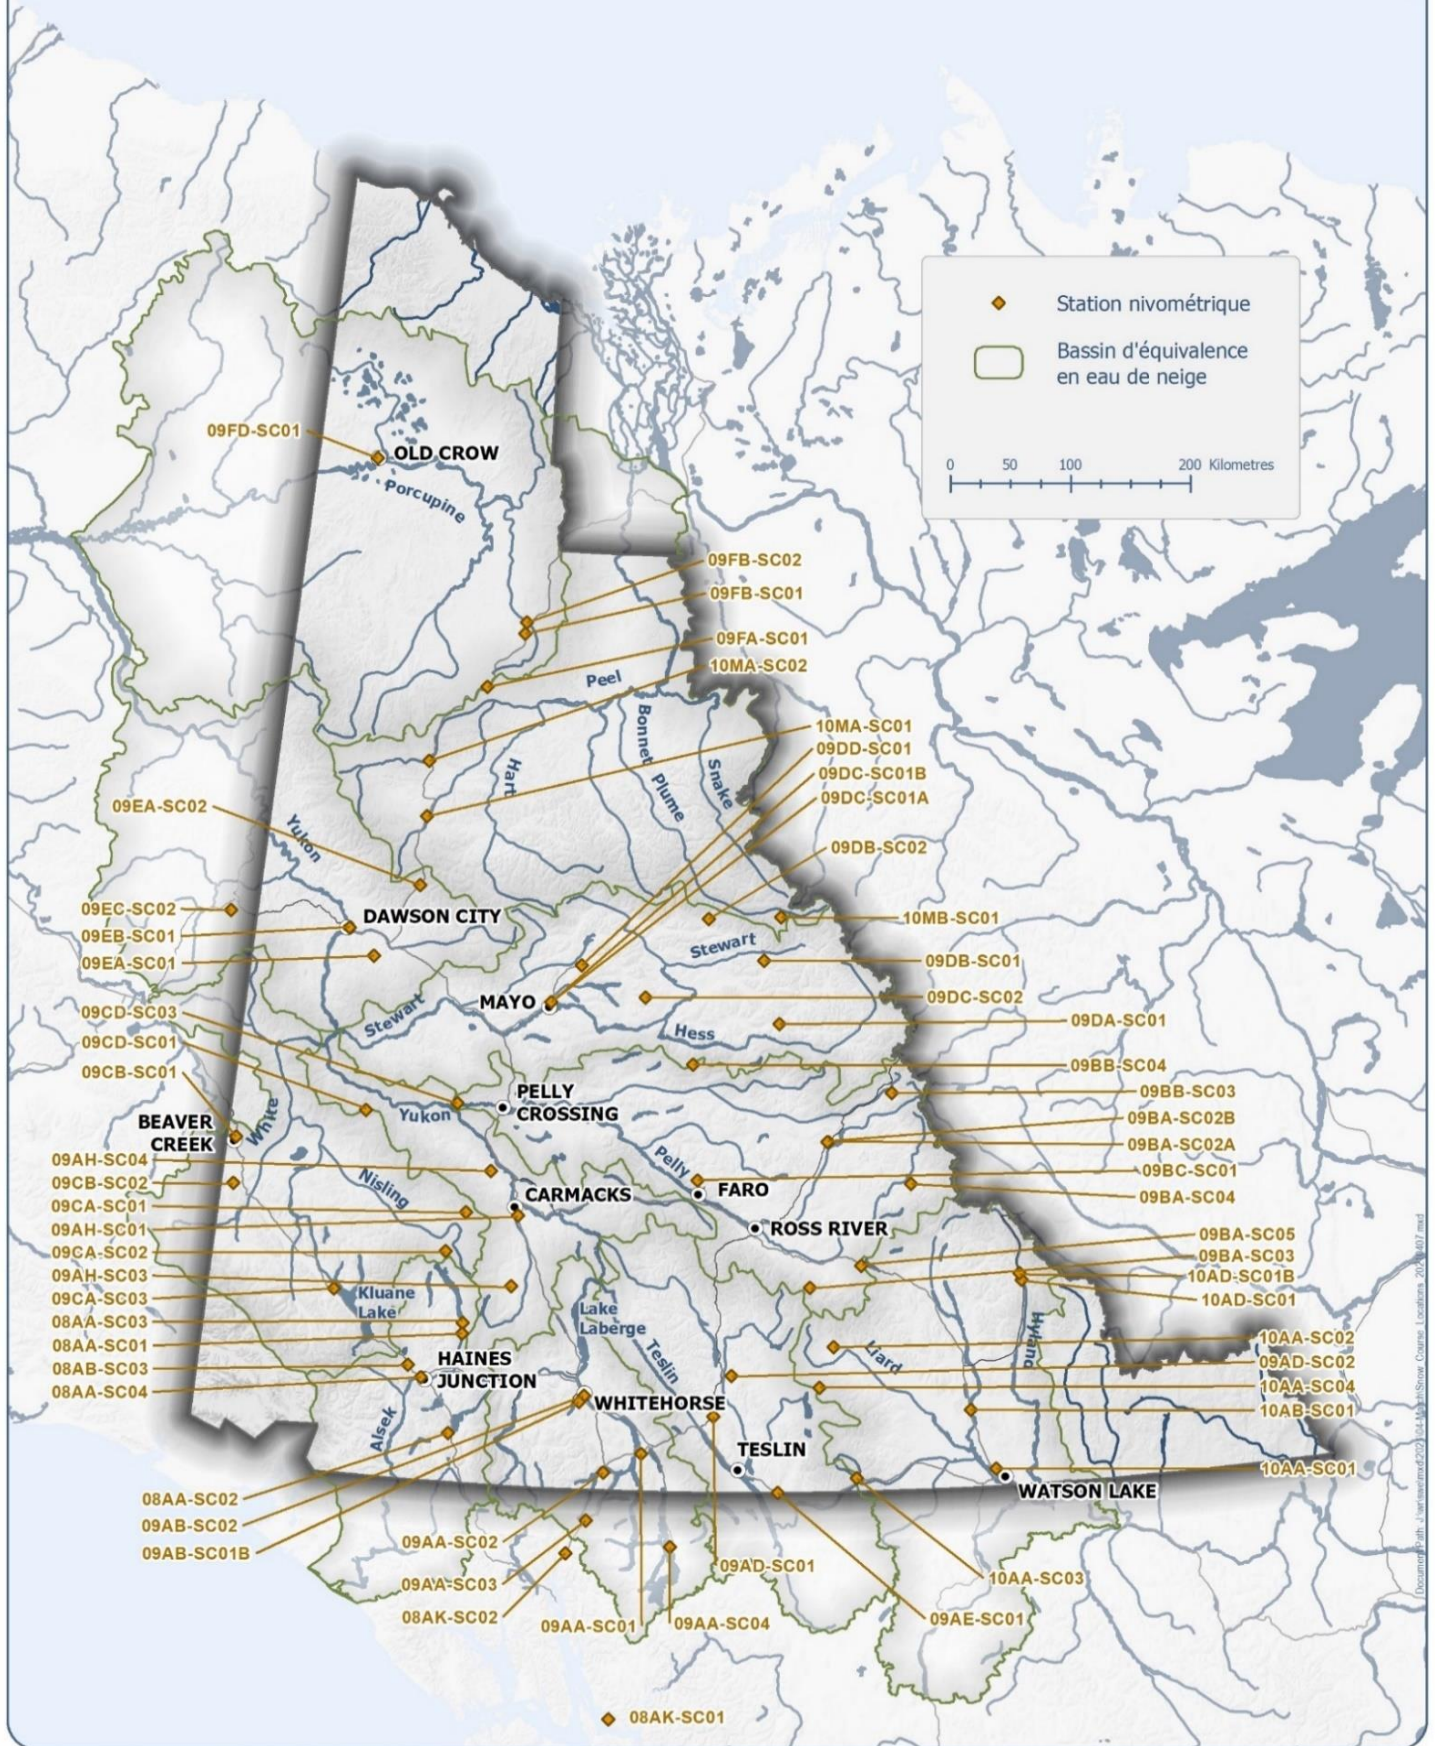 Station nivométrique
Bassin d'équivalence
en eau de neige
0 50 100 200 Kilometres
09FD-SC01
OLD CROW
Porcupine
09FB-SC02
09FB-SC01
09FA-SC01
10MA-SC02
Peel
Bonnet Plume
Snake
Hart
10MA-SC01
09DD-SC01
09DC-SC01B
09DC-SC01A
09EA-SC02
Yukon
09DB-SC02
09EC-SC02
DAWSON CITY
10MB-SC01
09EB-SC01
Stewart
09EA-SC01
09DB-SC01
MAYO
09DC-SC02
09CD-SC03
Stewart
Hess
09DA-SC01
09CD-SC01
09BB-SC04
09CB-SC01
PELLY
CROSSING
09BB-SC03
Yukon
White
BEAVER
CREEK
09BA-SC02B
09BA-SC02A
09AH-SC04
Pelly
09BC-SC01
09CB-SC02
Nisling
CARMACKS
FARO
09BA-SC04
09CA-SC01
09AH-SC01
ROSS RIVER
09BA-SC05
09CA-SC02
09BA-SC03
09AH-SC03
10AD-SC01B
09CA-SC03
Kluane
Lake
10AD-SC01
08AA-SC03
Lake
Laberge
Hyland
08AA-SC01
Teslin
Liard
10AA-SC02
08AB-SC03
HAINES
JUNCTION
09AD-SC02
08AA-SC04
10AA-SC04
WHITEHORSE
10AB-SC01
Alsek
TESLIN
10AA-SC01
WATSON LAKE
08AA-SC02
09AB-SC02
09AB-SC01B
09AA-SC02
09AD-SC01
10AA-SC03
09AA-SC03
08AK-SC02
09AA-SC01
09AA-SC04
09AE-SC01
08AK-SC01